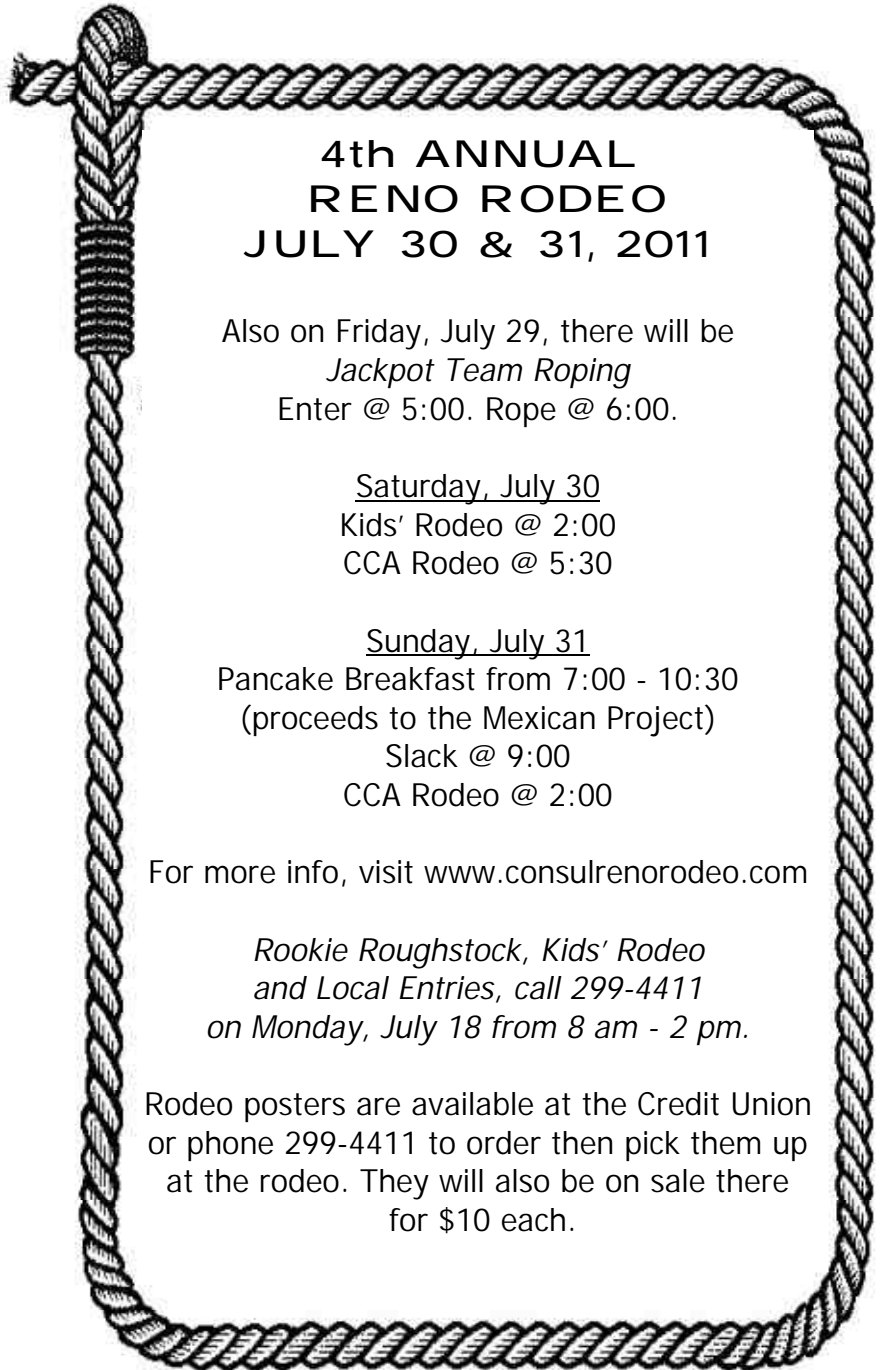 4th ANNUAL
RENO RODEO
JULY 30 & 31, 2011
Also on Friday, July 29, there will be
Jackpot Team Roping
Enter @ 5:00. Rope @ 6:00.
Saturday, July 30
Kids' Rodeo @ 2:00
CCA Rodeo @ 5:30
Sunday, July 31
Pancake Breakfast from 7:00 - 10:30
(proceeds to the Mexican Project)
Slack @ 9:00
CCA Rodeo @ 2:00
For more info, visit www.consulrenorodeo.com
Rookie Roughstock, Kids' Rodeo
and Local Entries, call 299-4411
on Monday, July 18 from 8 am - 2 pm.
Rodeo posters are available at the Credit Union
or phone 299-4411 to order then pick them up
at the rodeo. They will also be on sale there
for $10 each.